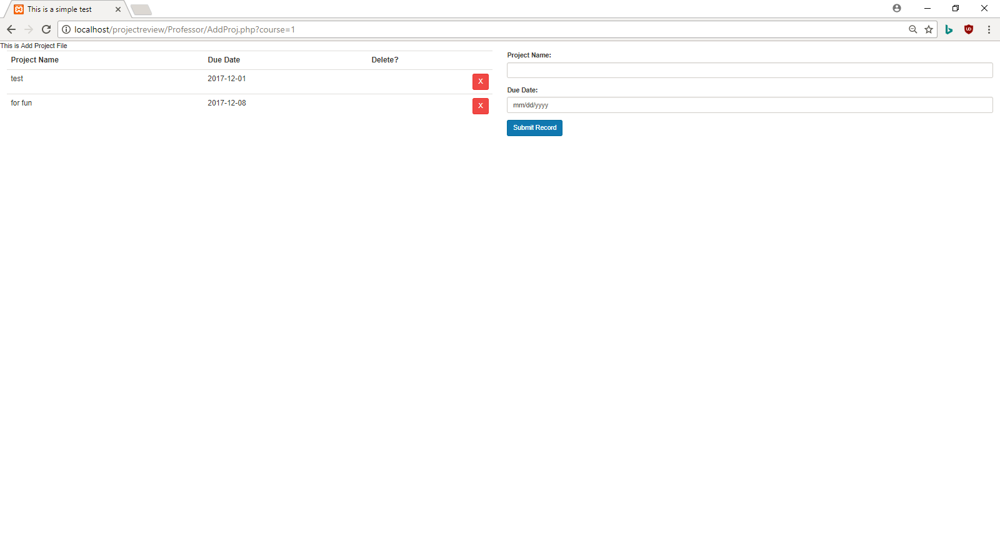 This is a simple test
localhost/projectreview/Professor/AddProj.php?course=1
This is Add Project File
Project Name Due Date Delete?
test 2017-12-01 X
for fun 2017-12-08 X
Project Name:
Due Date:
mm/dd/yyyy
Submit Record